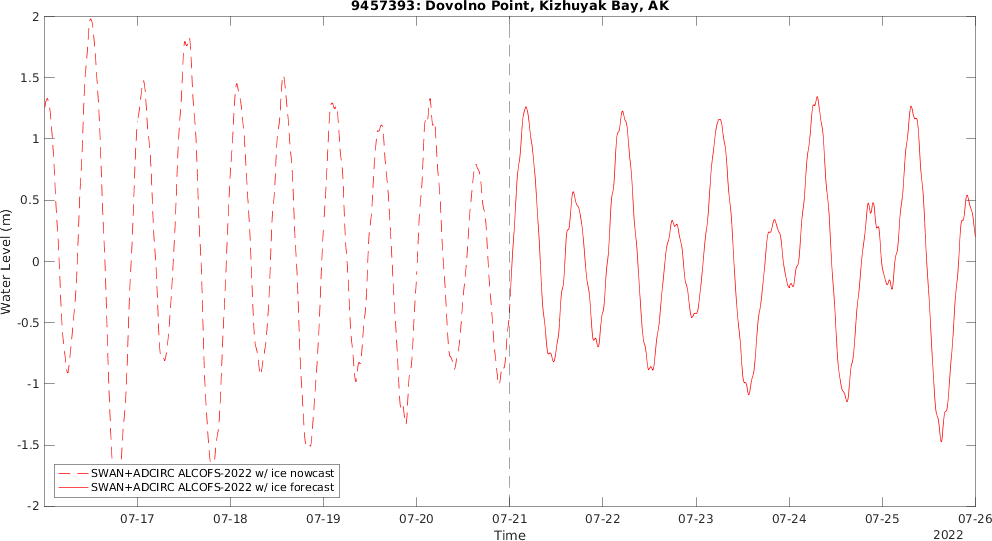 9457393: Dovolno Point, Kizhuyak Bay, AK
2
1.5
1
0.5
0
-0.5
-1
-1.5
-2
Water Level (m)
SWAN+ADCIRC ALCOFS-2022 w/ ice nowcast
SWAN+ADCIRC ALCOFS-2022 w/ ice forecast
07-17 07-18 07-19 07-20 07-21 07-22 07-23 07-24 07-25 07-26
Time
2022